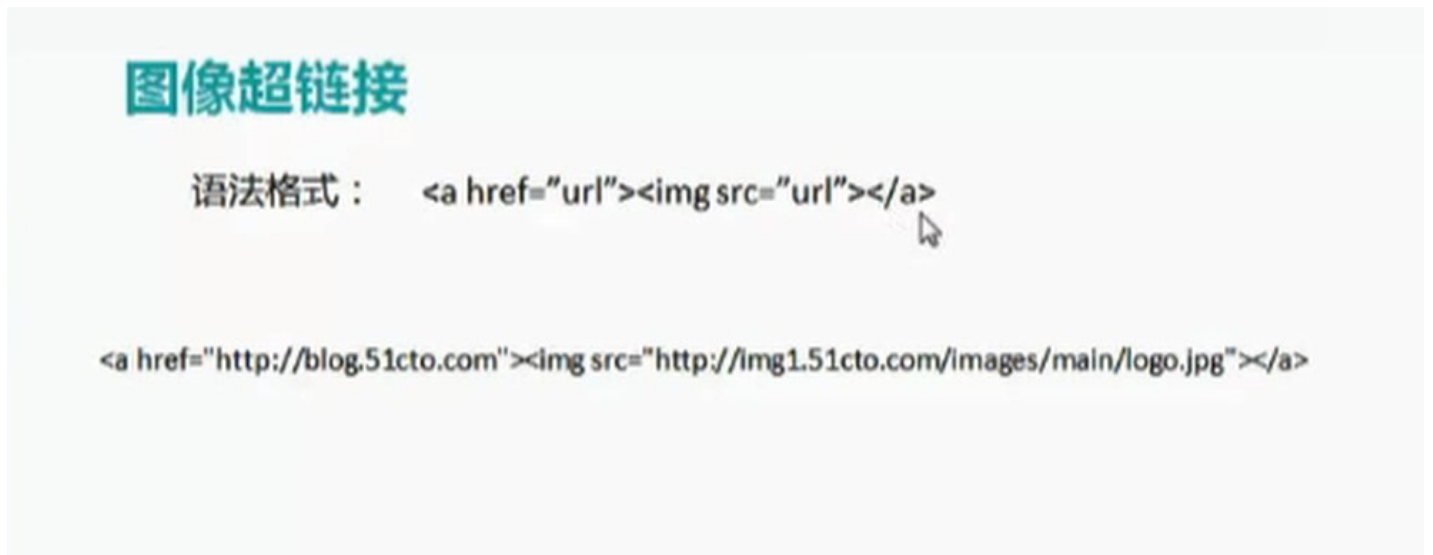 图像超链接
语法格式： <a href=”url”><img src=”url”></a>
<a href="http://blog.51cto.com"><img src="http://img1.51cto.com/images/main/logo.jpg"></a>